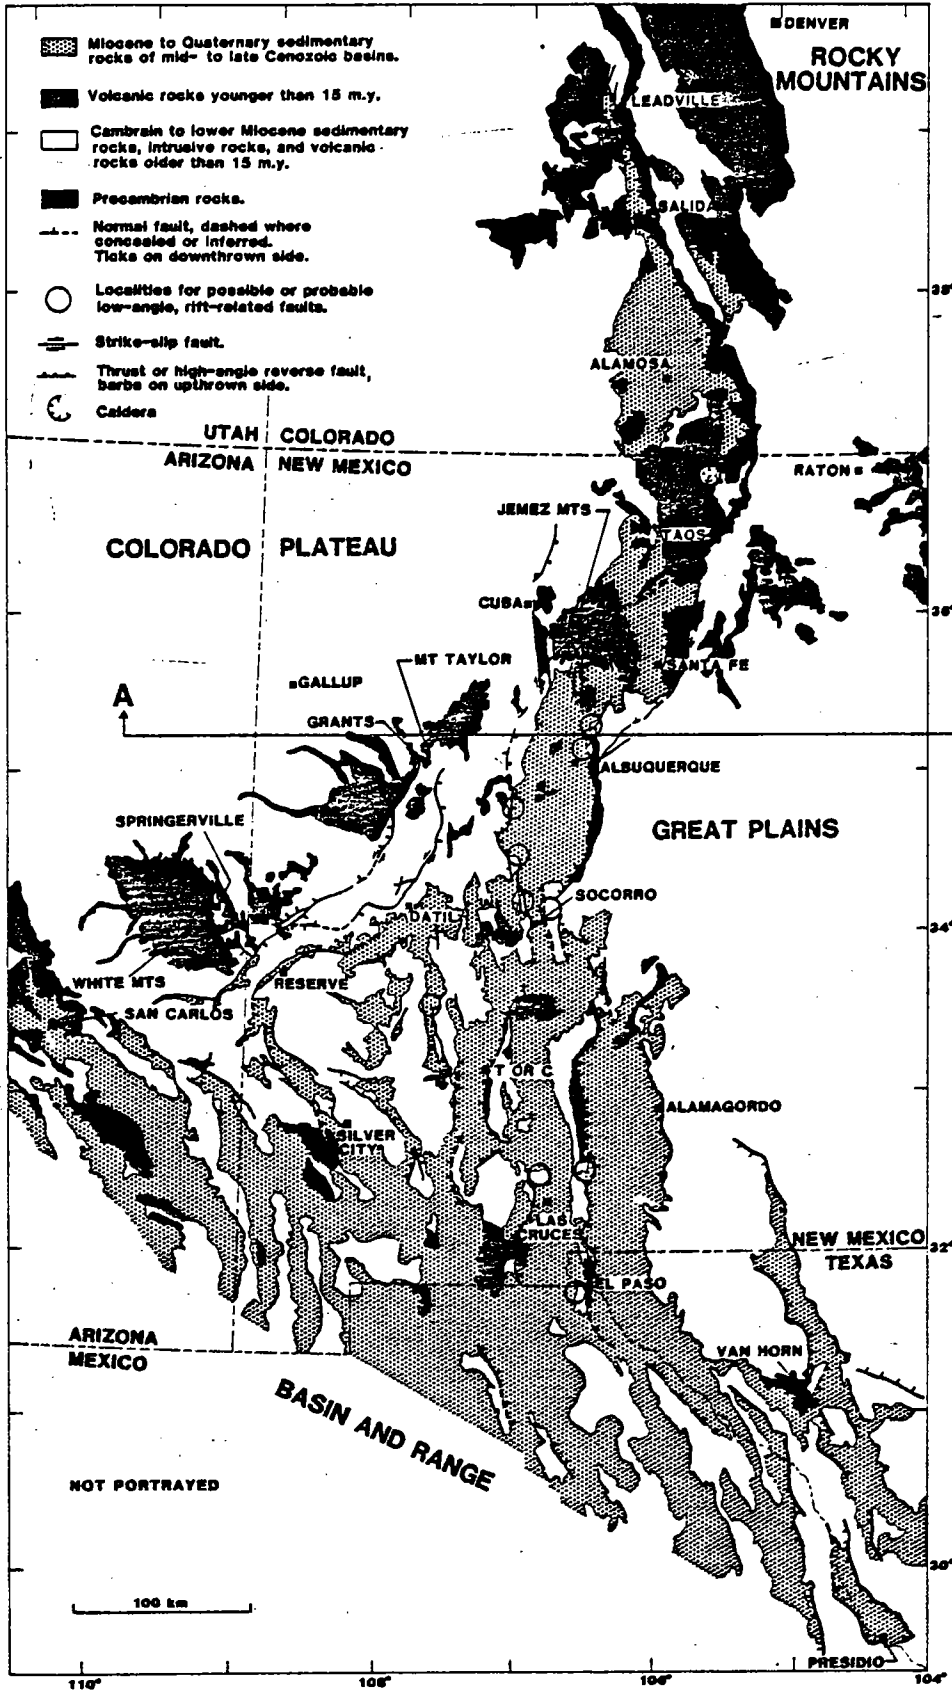 Miocene to Quaternary sedimentary
rocks of mid- to late Cenozoic basins.
Volcanic rocks younger than 15 m.y.
Cambrain to lower Miocene sedimentary
rocks, intrusive rocks, and volcanic
rocks older than 15 m.y.
Precambrian rocks.
Normal fault, dashed where
concealed or inferred.
Ticks on downthrown side.
Localities for possible or probable
low-angle, rift-related faults.
Strike-slip fault.
Thrust or high-angle reverse fault,
barbs on upthrown side.
Caldera
DENVER
ROCKY
MOUNTAINS
LEADVILLE
SALIDA
38°
ALAMOSA
UTAH COLORADO
ARIZONA NEW MEXICO
RATON
JEMEZ MTS
TAOS
COLORADO PLATEAU
CUBA
36°
MT TAYLOR
SANTA FE
GALLUP
A
GRANTS
ALBUQUERQUE
SPRINGERVILLE
GREAT PLAINS
SOCORRO
DATIL
34°
WHITE MTS
RESERVE
SAN CARLOS
T OR C
ALAMAGORDO
SILVER
CITY
LAS
CRUCES
NEW MEXICO
32°
TEXAS
EL PASO
ARIZONA
MEXICO
VAN HORN
BASIN AND RANGE
NOT PORTRAYED
30°
100 km
PRESIDIO
110°
108°
106°
104°